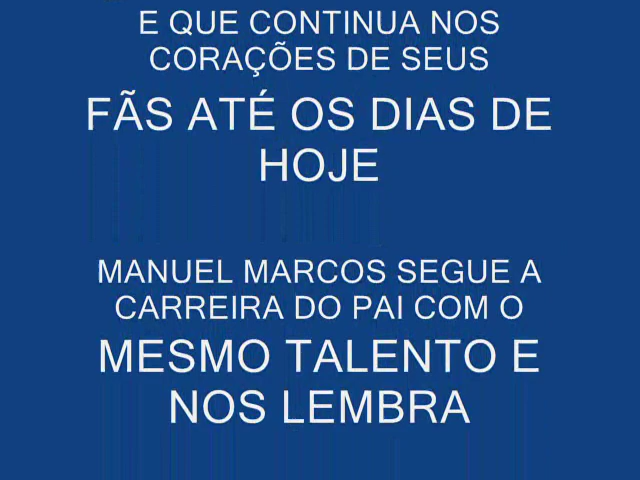 E QUE CONTINUA NOS
CORAÇÕES DE SEUS
FÃS ATÉ OS DIAS DE
HOJE
MANUEL MARCOS SEGUE A
CARREIRA DO PAI COM O
MESMO TALENTO E
NOS LEMBRA